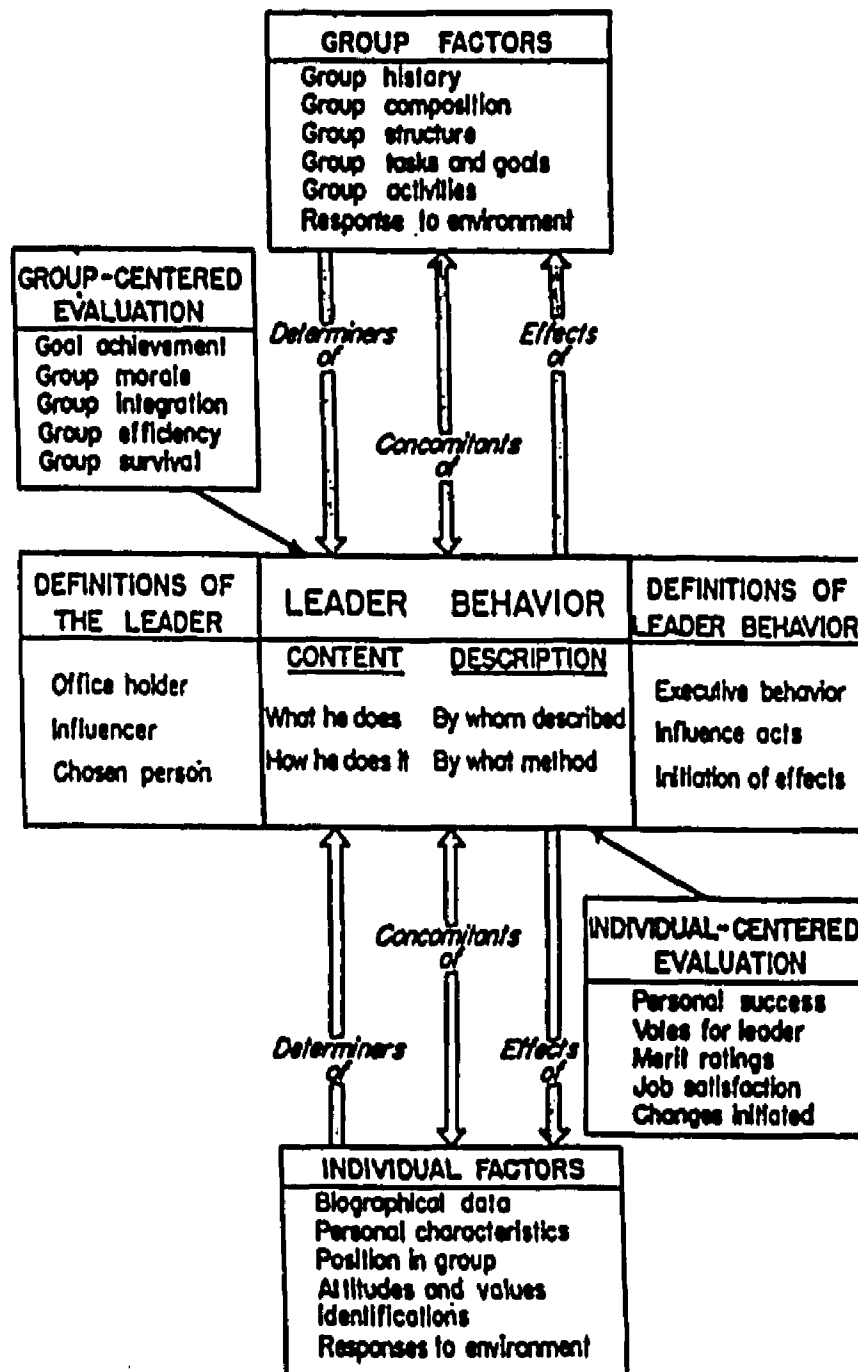 GROUP FACTORS
Group history
Group composition
Group structure
Group tasks and goals
Group activities
Response to environment
GROUP-CENTERED
EVALUATION
Goal achievement
Group morale
Group integration
Group efficiency
Group survival
Determiners
of
Effects
of
Concomitants
of
DEFINITIONS OF
THE LEADER
Office holder
Influencer
Chosen person
LEADER BEHAVIOR
CONTENT DESCRIPTION
What he does By whom described
How he does it By what method
DEFINITIONS OF
LEADER BEHAVIOR
Executive behavior
Influence acts
Initiation of effects
Concomitants
of
Determiners
of
Effects
of
INDIVIDUAL-CENTERED
EVALUATION
Personal success
Votes for leader
Merit ratings
Job satisfaction
Changes initiated
INDIVIDUAL FACTORS
Biographical data
Personal characteristics
Position in group
Attitudes and values
Identifications
Responses to environment